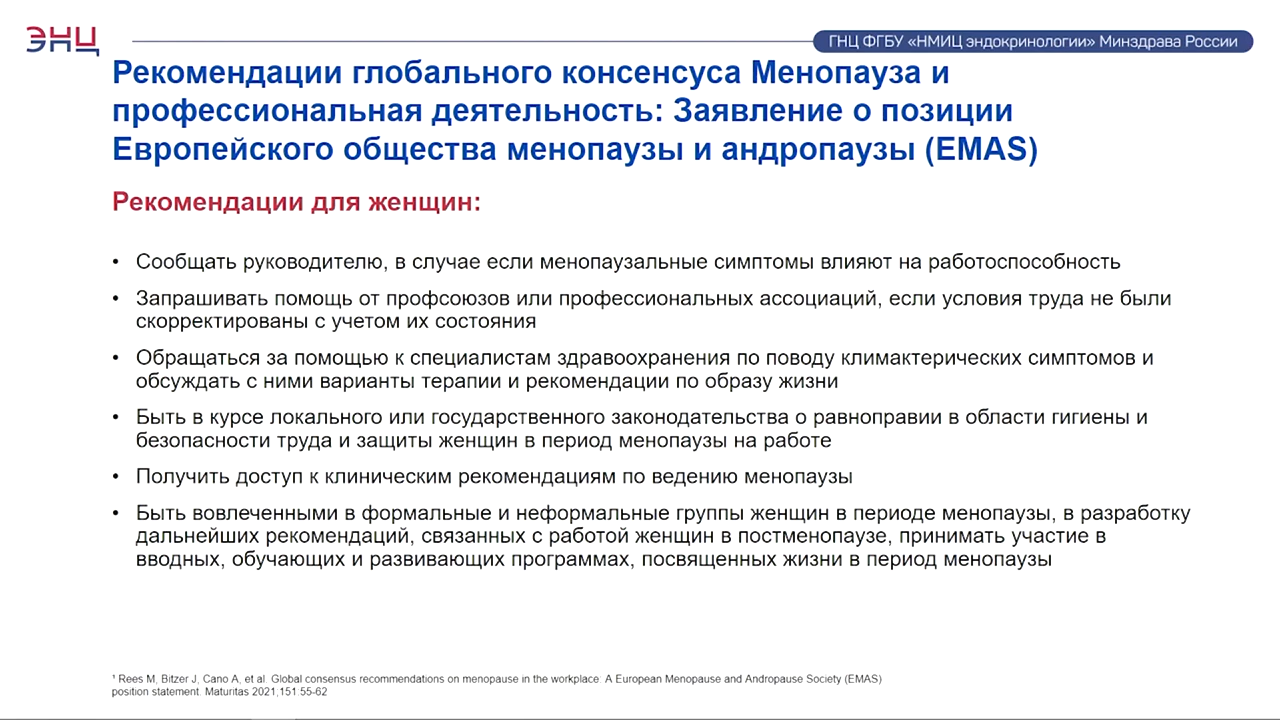 ЭНЦ
ГНЦ ФГБУ «НМИЦ эндокринологии» Минздрава России
Рекомендации глобального консенсуса Менопауза и
профессиональная деятельность: Заявление о позиции
Европейского общества менопаузы и андропаузы (EMAS)
Рекомендации для женщин:
• Сообщать руководителю, в случае если менопаузальные симптомы влияют на работоспособность
• Запрашивать помощь от профсоюзов или профессиональных ассоциаций, если условия труда не были
скорректированы с учетом их состояния
• Обращаться за помощью к специалистам здравоохранения по поводу климактерических симптомов и
обсуждать с ними варианты терапии и рекомендации по образу жизни
• Быть в курсе локального или государственного законодательства о равноправии в области гигиены и
безопасности труда и защиты женщин в период менопаузы на работе
• Получить доступ к клиническим рекомендациям по ведению менопаузы
• Быть вовлеченными в формальные и неформальные группы женщин в периоде менопаузы, в разработку
дальнейших рекомендаций, связанных с работой женщин в постменопаузе, принимать участие в
вводных, обучающих и развивающих программах, посвященных жизни в период менопаузы
¹ Rees M, Bitzer J, Cano A, et al. Global consensus recommendations on menopause in the workplace: A European Menopause and Andropause Society (EMAS)
position statement. Maturitas 2021;151:55-62